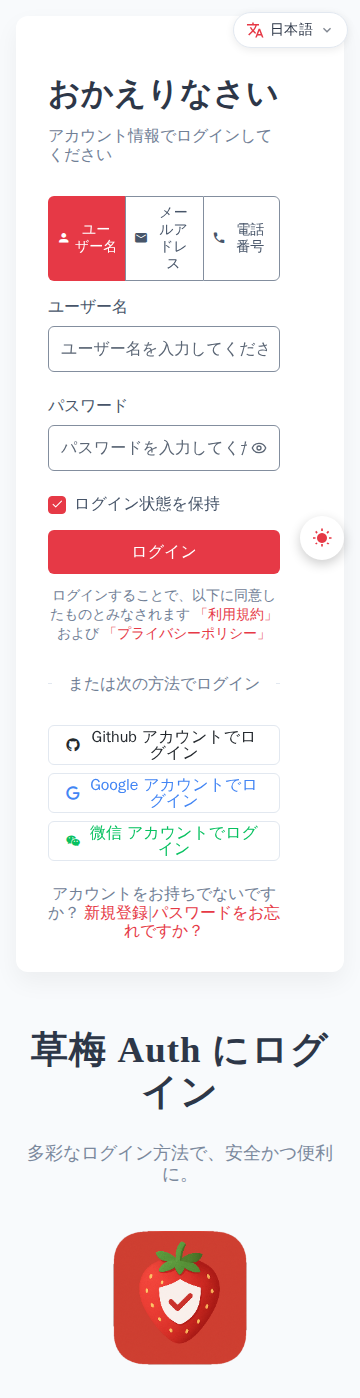 日本語
おかえりなさい
アカウント情報でログインして
ください
ユー
ザー名
メー
ルア
ドレ
ス
電話
番号
ユーザー名
ユーザー名を入力してくださ
パスワード
パスワードを入力してくだ
ログイン状態を保持
ログイン
ログインすることで、以下に同意し
たものとみなされます 「利用規約」
および 「プライバシーポリシー」
または次の方法でログイン
Github アカウントでロ
グイン
Google アカウントでロ
グイン
微信 アカウントでログ
イン
アカウントをお持ちでないです
か? 新規登録|パスワードをお忘
れですか?
草梅 Auth にログ
イン
多彩なログイン方法で、安全かつ便利
に。